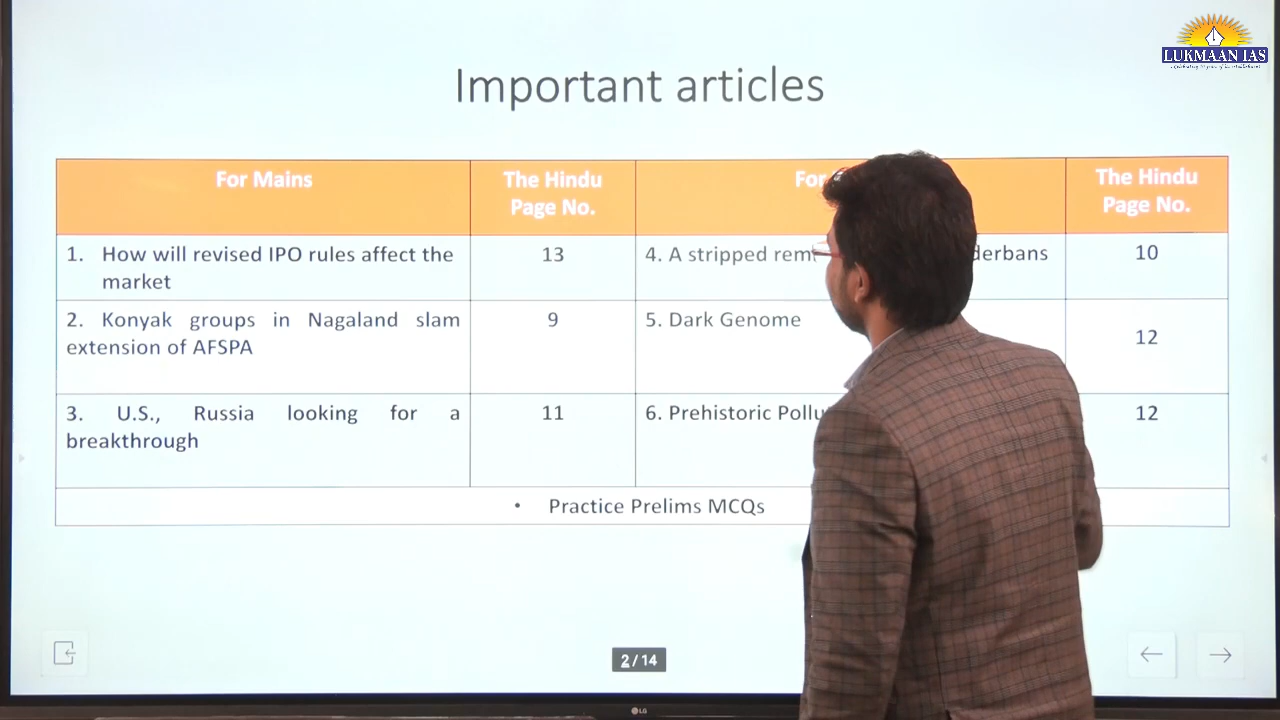 LUKMAAN IAS
Important articles
For Mains
The Hindu
Page No.
For
The Hindu
Page No.
1. How will revised IPO rules affect the
market
13
4. A stripped
10
2. Konyak groups in Nagaland slam
extension of AFSPA
9
5. Dark Genome
12
3. U.S., Russia looking for a
breakthrough
11
6. Prehistoric
12
• Practice Prelims MCQs
2 / 14
LG